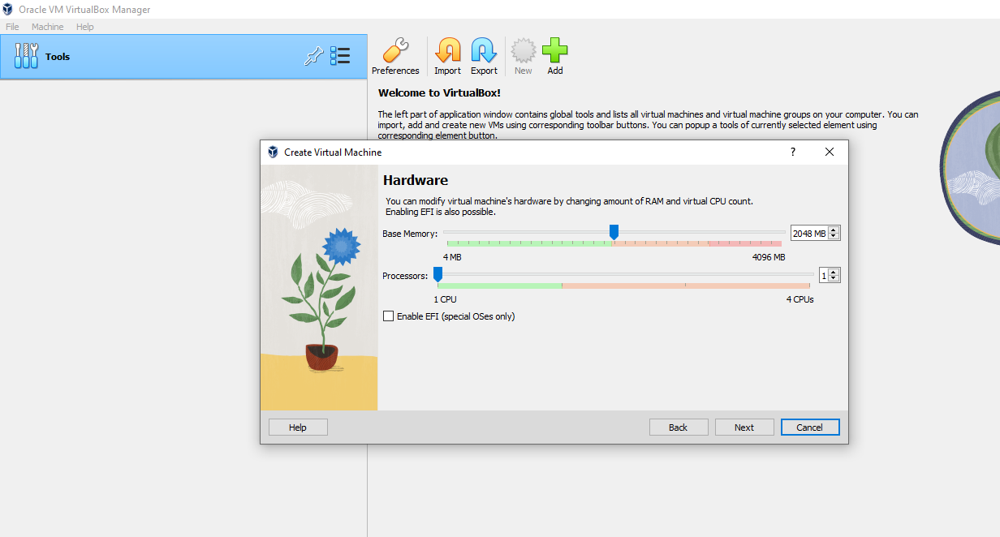 Oracle VM VirtualBox Manager
File Machine Help
Tools
Preferences Import Export New Add
Welcome to VirtualBox!
The left part of application window contains global tools and lists all virtual machines and virtual machine groups on your computer. You can
import, add and create new VMs using corresponding toolbar buttons. You can popup a tools of currently selected element using
corresponding element button.
Create Virtual Machine ?
Hardware
You can modify virtual machine's hardware by changing amount of RAM and virtual CPU count.
Enabling EFI is also possible.
Base Memory: 2048 MB
4 MB 4096 MB
Processors: 1
1 CPU 4 CPUs
Enable EFI (special OSes only)
Help Back Next Cancel